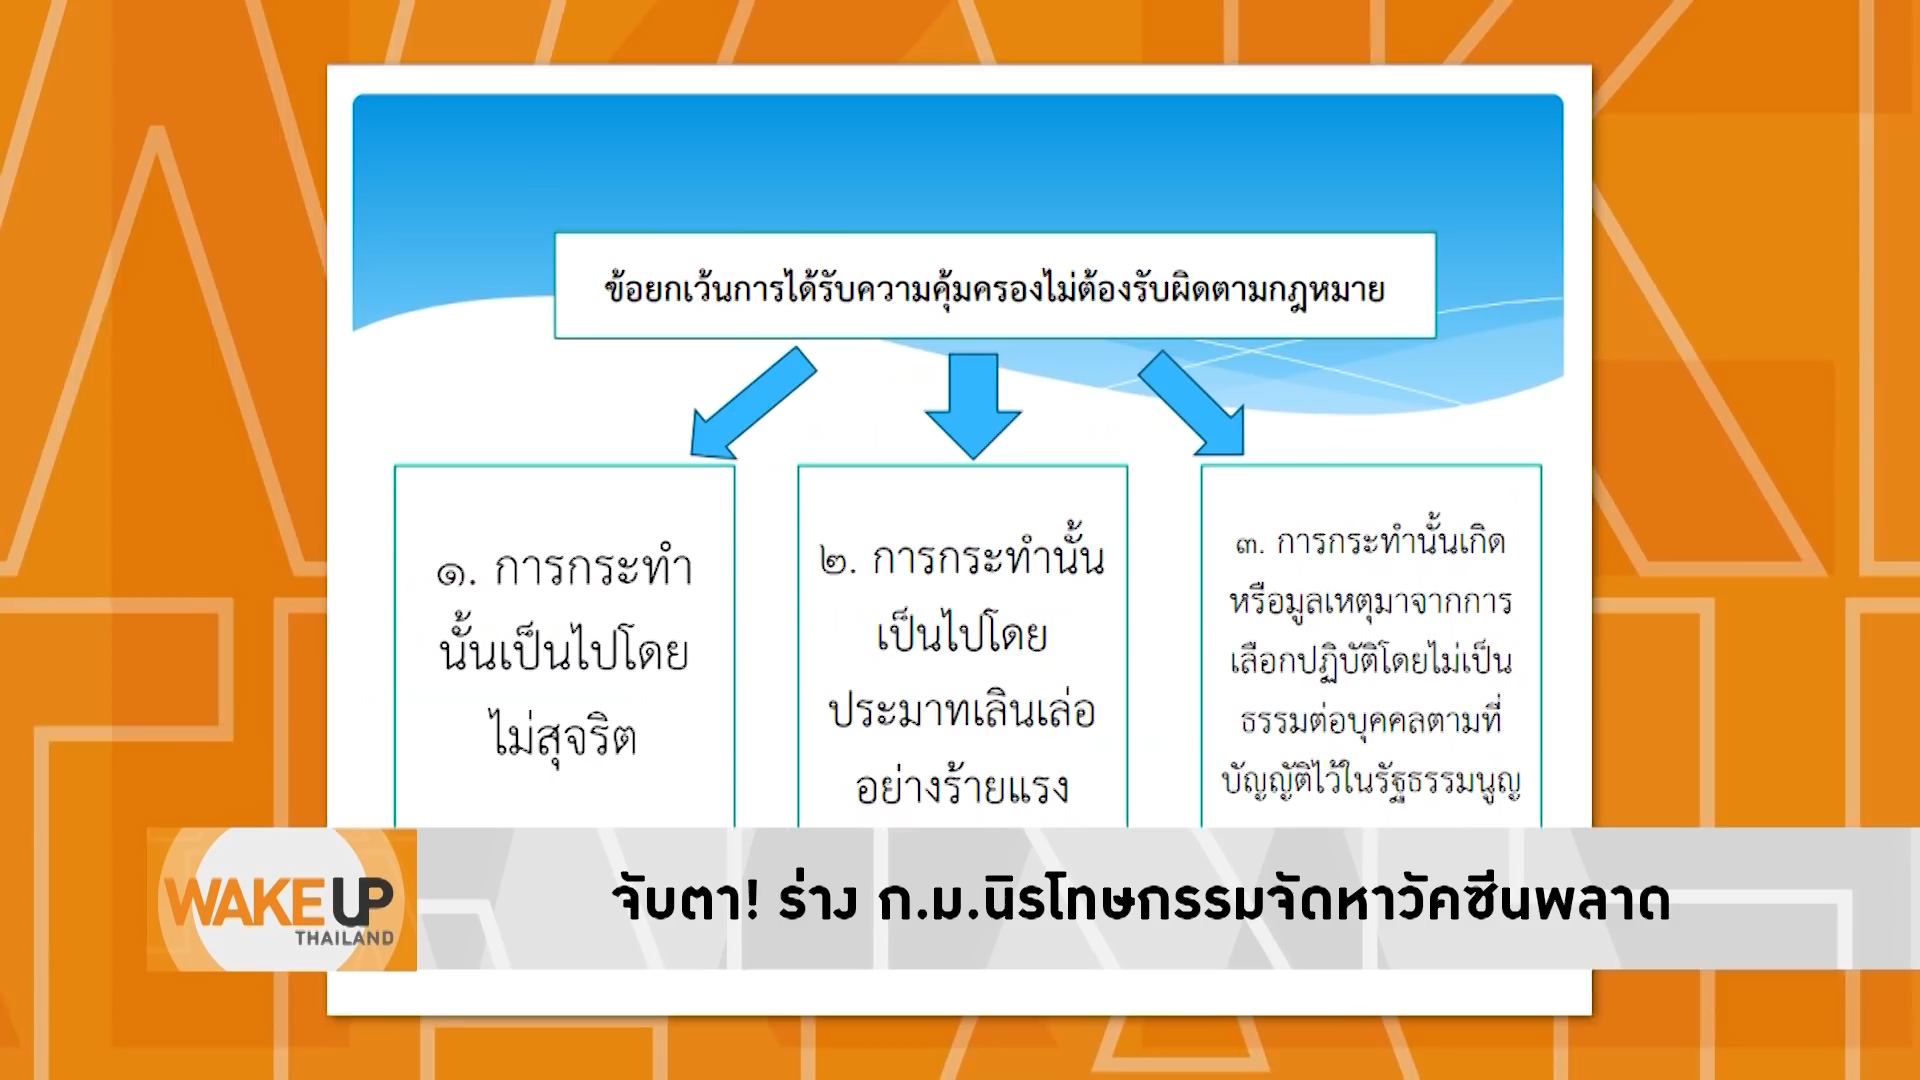 ข้อยกเว้นการได้รับความคุ้มครองไม่ต้องรับผิดตามกฎหมาย
๑. การกระทำ
นั้นเป็นไปโดย
ไม่สุจริต
๒. การกระทำนั้น
เป็นไปโดย
ประมาทเลินเล่อ
อย่างร้ายแรง
๓. การกระทำนั้นเกิด
หรือมูลเหตุมาจากการ
เลือกปฏิบัติโดยไม่เป็น
ธรรมต่อบุคคลตามที่
บัญญัติไว้ในรัฐธรรมนูญ
WAKE UP
THAILAND
จับตา! ร่าง ก.ม.นิรโทษกรรมจัดหาวัคซีนพลาด